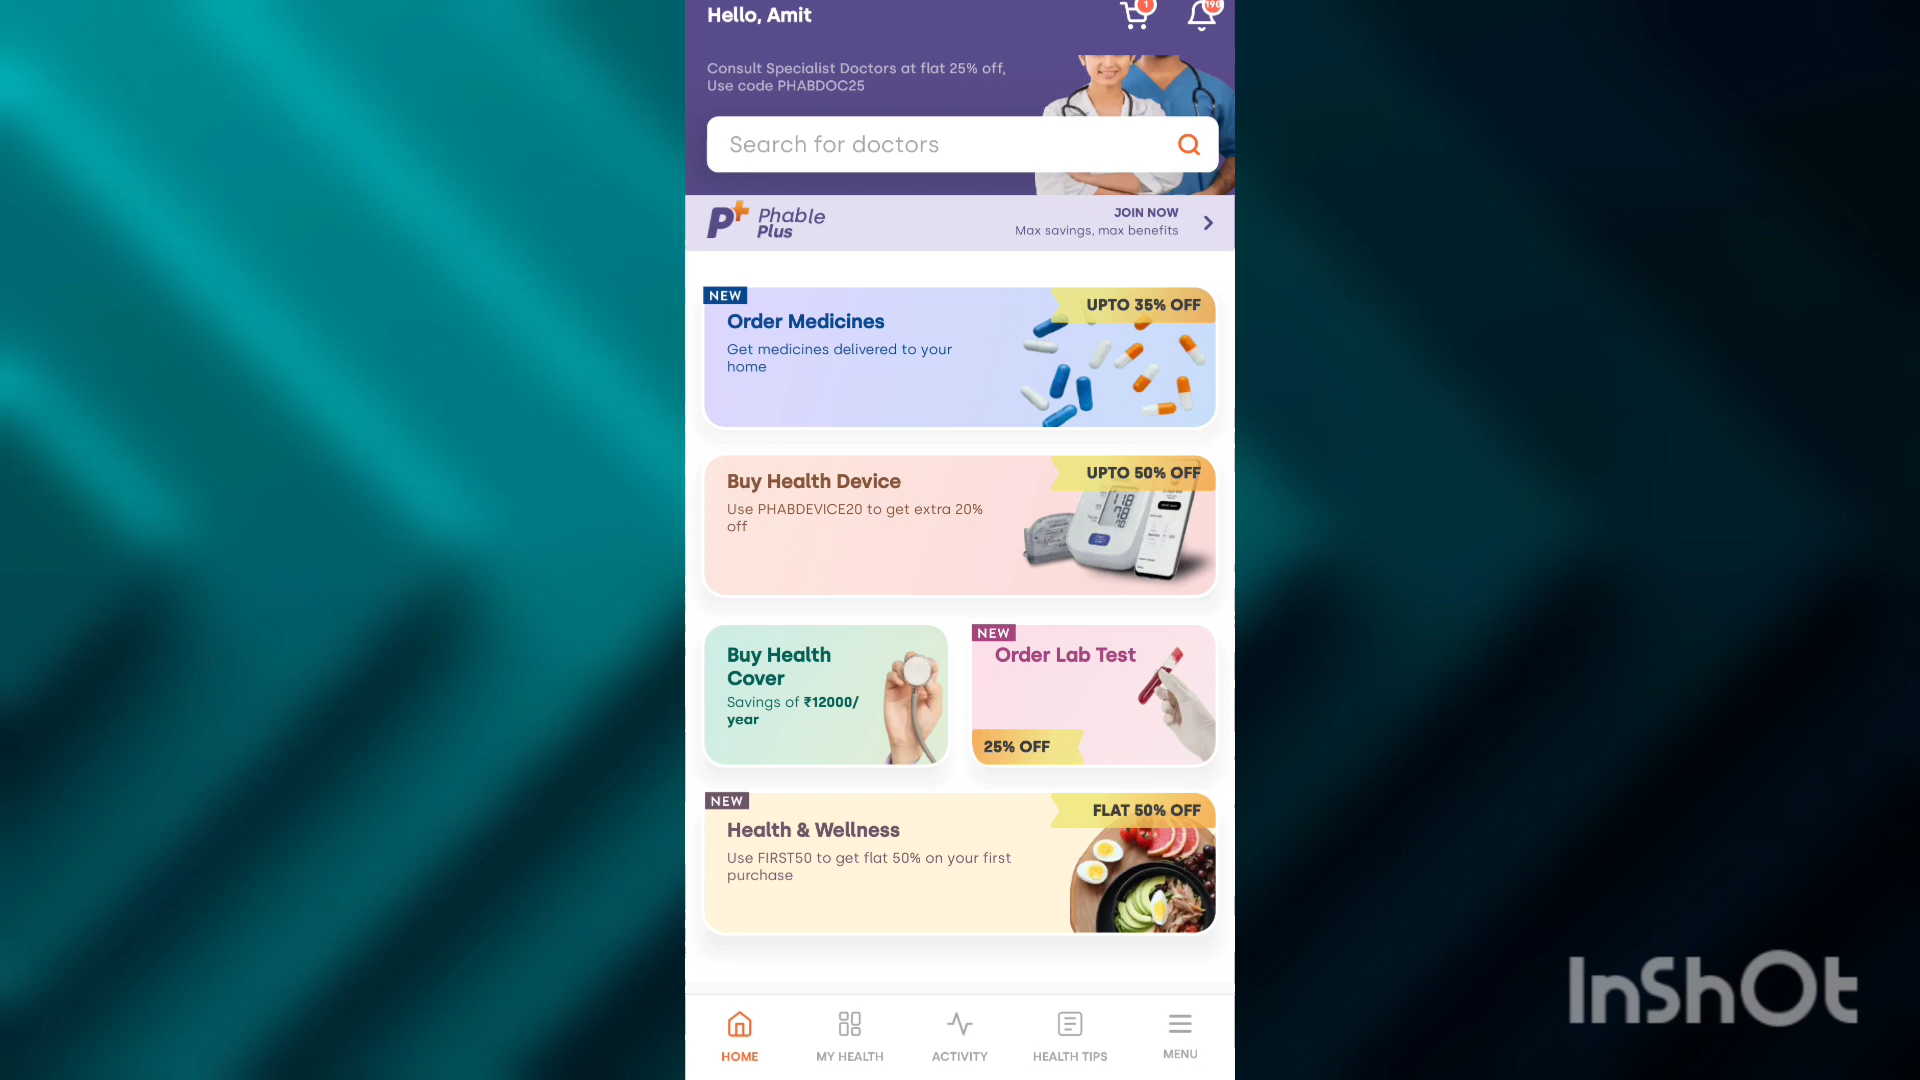 Hello, Amit
1
190
Consult Specialist Doctors at flat 25% off,
Use code PHABDOC25
Search for doctors
P+ Phable
Plus
JOIN NOW
Max savings, max benefits
NEW
UPTO 35% OFF
Order Medicines
Get medicines delivered to your
home
UPTO 50% OFF
Buy Health Device
Use PHABDEVICE20 to get extra 20%
off
Buy Health
Cover
Savings of ₹12000/
year
NEW
Order Lab Test
25% OFF
NEW
FLAT 50% OFF
Health & Wellness
Use FIRST50 to get flat 50% on your first
purchase
HOME
MY HEALTH
ACTIVITY
HEALTH TIPS
MENU
InShOt